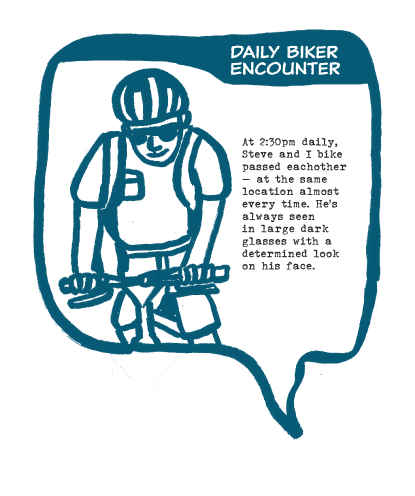 DAILY BIKER
ENCOUNTER
At 2:30pm daily,
Steve and I bike
passed eachother
— at the same
location almost
every time. He's
always seen
in large dark
glasses with a
determined look
on his face.